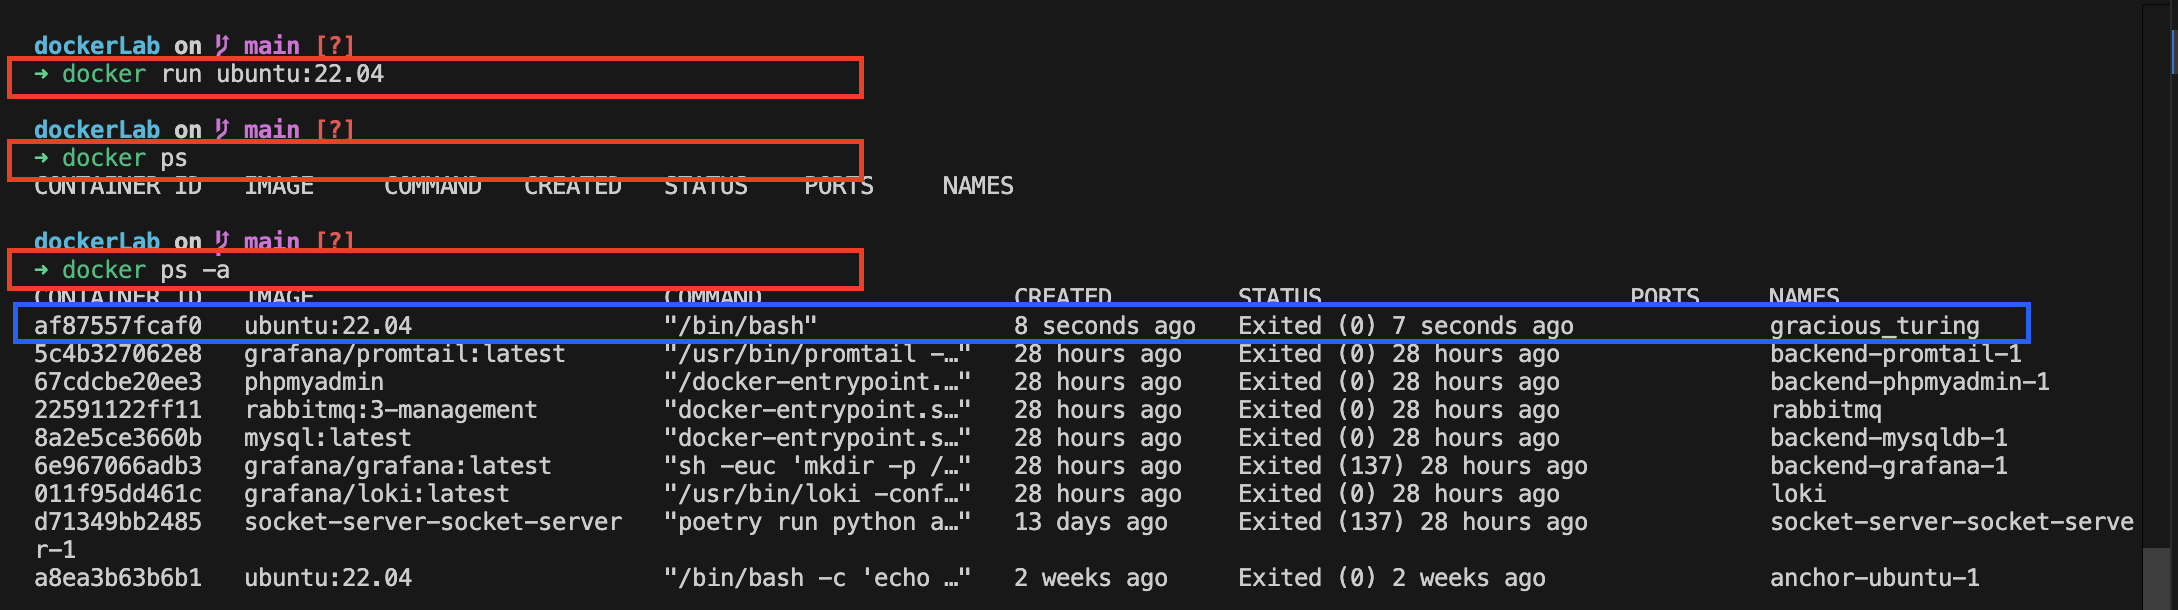 dockerLab on main [?]
→ docker run ubuntu:22.04
dockerLab on main [?]
→ docker ps
CONTAINER ID IMAGE COMMAND CREATED STATUS PORTS NAMES
dockerLab on main [?]
→ docker ps -a
CONTAINER ID IMAGE COMMAND CREATED STATUS PORTS NAMES
af87557fcaf0 ubuntu:22.04 "/bin/bash" 8 seconds ago Exited (0) 7 seconds ago gracious_turing
5c4b327062e8 grafana/promtail:latest "/usr/bin/promtail -…" 28 hours ago Exited (0) 28 hours ago backend-promtail-1
67cdcbe20ee3 phpmyadmin "/docker-entrypoint.…" 28 hours ago Exited (0) 28 hours ago backend-phpmyadmin-1
22591122ff11 rabbitmq:3-management "docker-entrypoint.s…" 28 hours ago Exited (0) 28 hours ago rabbitmq
8a2e5ce3660b mysql:latest "docker-entrypoint.s…" 28 hours ago Exited (0) 28 hours ago backend-mysqldb-1
6e967066adb3 grafana/grafana:latest "sh -euc 'mkdir -p /…" 28 hours ago Exited (137) 28 hours ago backend-grafana-1
011f95dd461c grafana/loki:latest "/usr/bin/loki -conf…" 28 hours ago Exited (0) 28 hours ago loki
d71349bb2485 socket-server-socket-server "poetry run python a…" 13 days ago Exited (137) 28 hours ago socket-server-socket-serve
r-1
a8ea3b63b6b1 ubuntu:22.04 "/bin/bash -c 'echo …" 2 weeks ago Exited (0) 2 weeks ago anchor-ubuntu-1